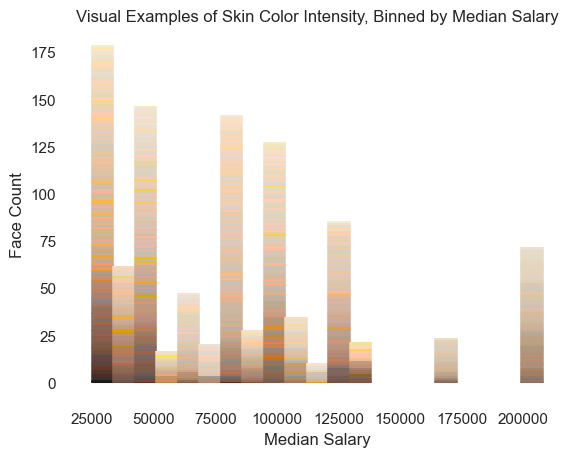 Visual Examples of Skin Color Intensity, Binned by Median Salary
175
150
125
100
75
50
25
0
Face Count
25000 50000 75000 100000 125000 150000 175000 200000
Median Salary